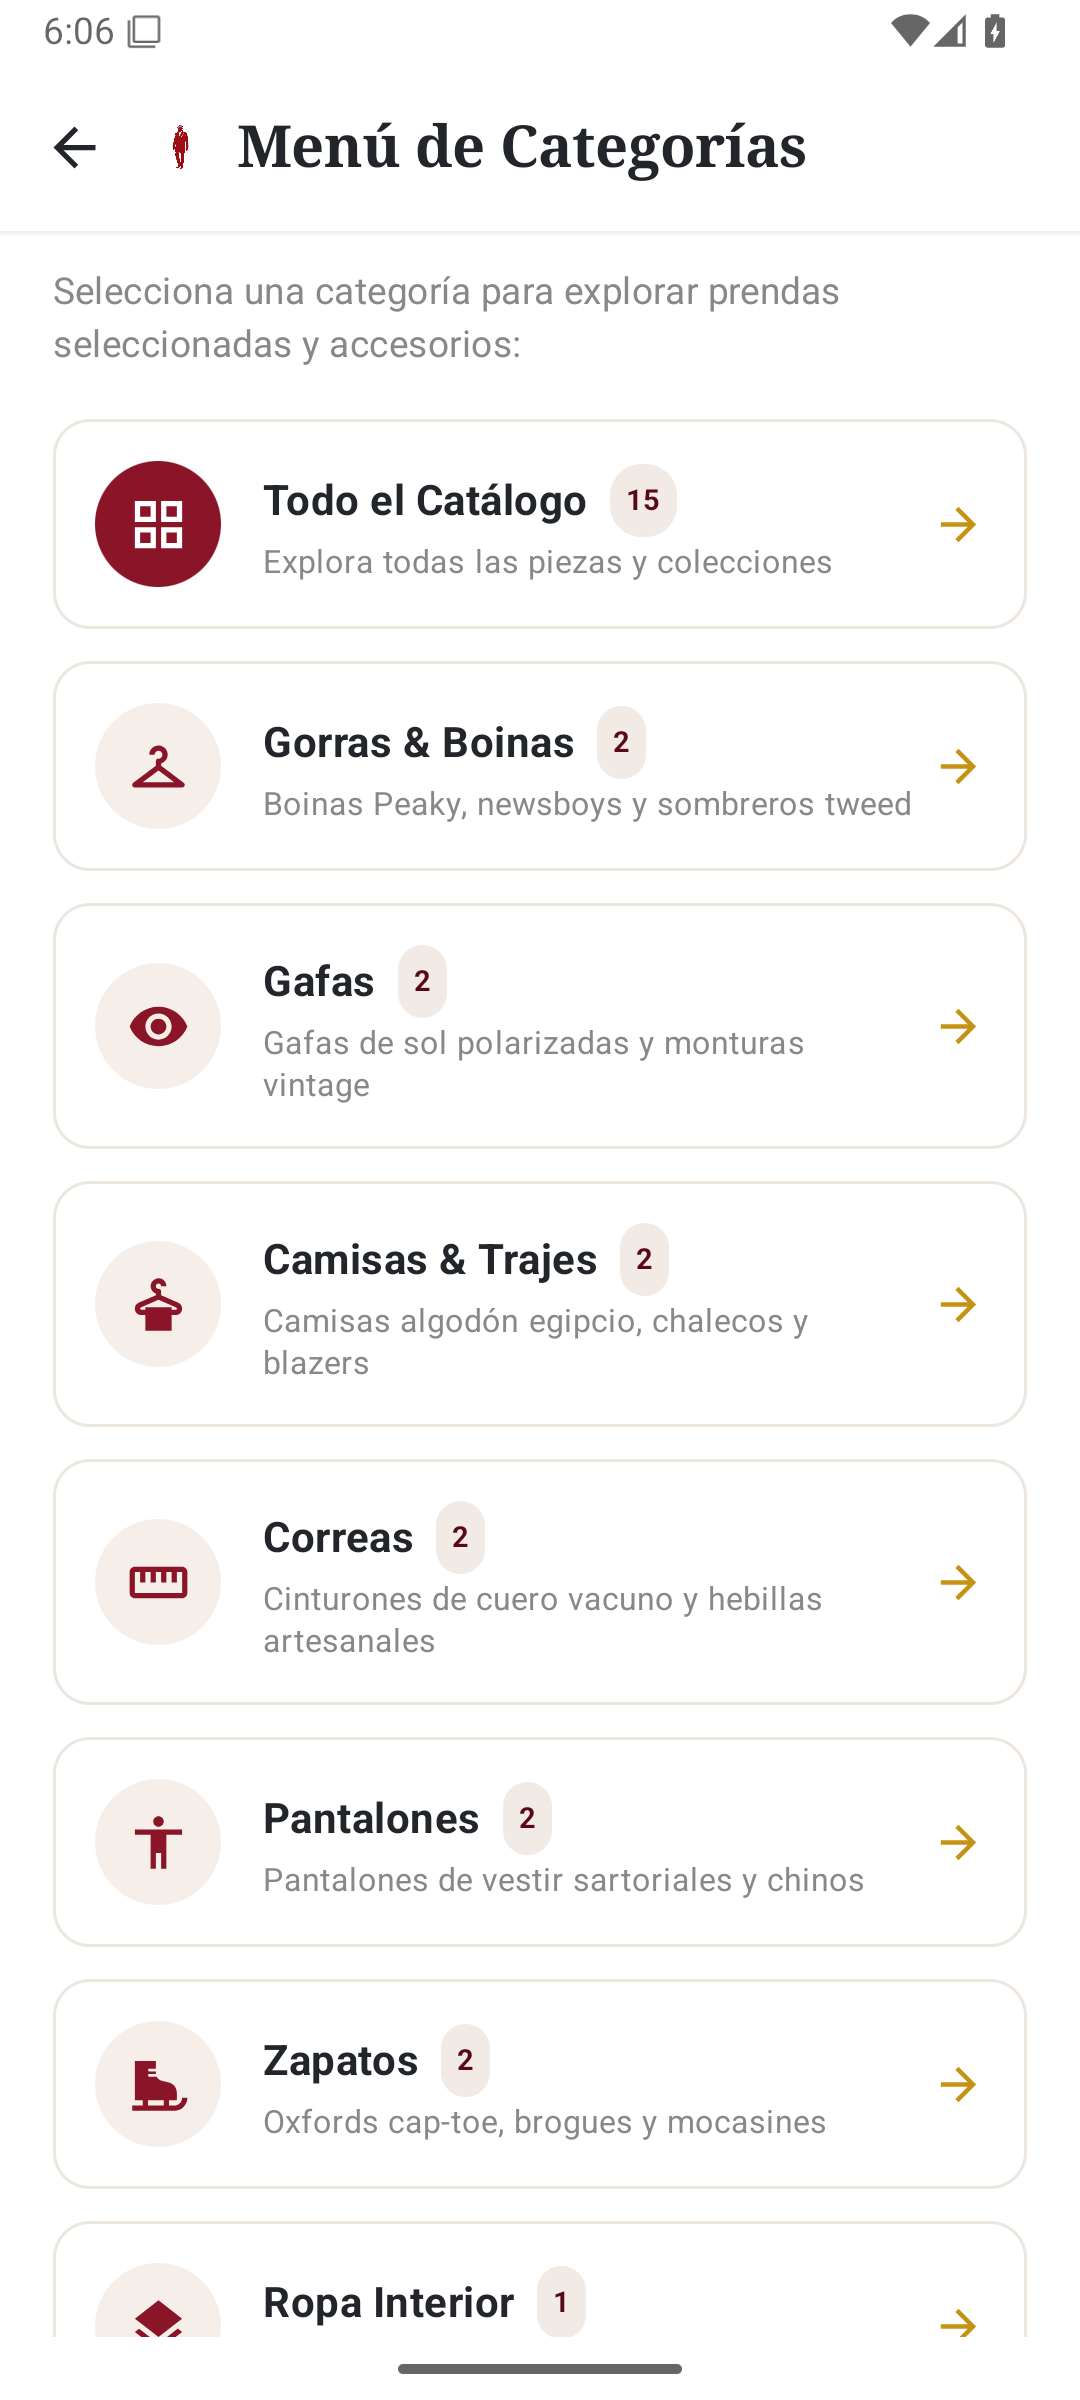 6:06
Menú de Categorías
Selecciona una categoría para explorar prendas
seleccionadas y accesorios:
Todo el Catálogo 15
Explora todas las piezas y colecciones
Gorras & Boinas 2
Boinas Peaky, newsboys y sombreros tweed
Gafas 2
Gafas de sol polarizadas y monturas
vintage
Camisas & Trajes 2
Camisas algodón egipcio, chalecos y
blazers
Correas 2
Cinturones de cuero vacuno y hebillas
artesanales
Pantalones 2
Pantalones de vestir sartoriales y chinos
Zapatos 2
Oxfords cap-toe, brogues y mocasines
Ropa Interior 1